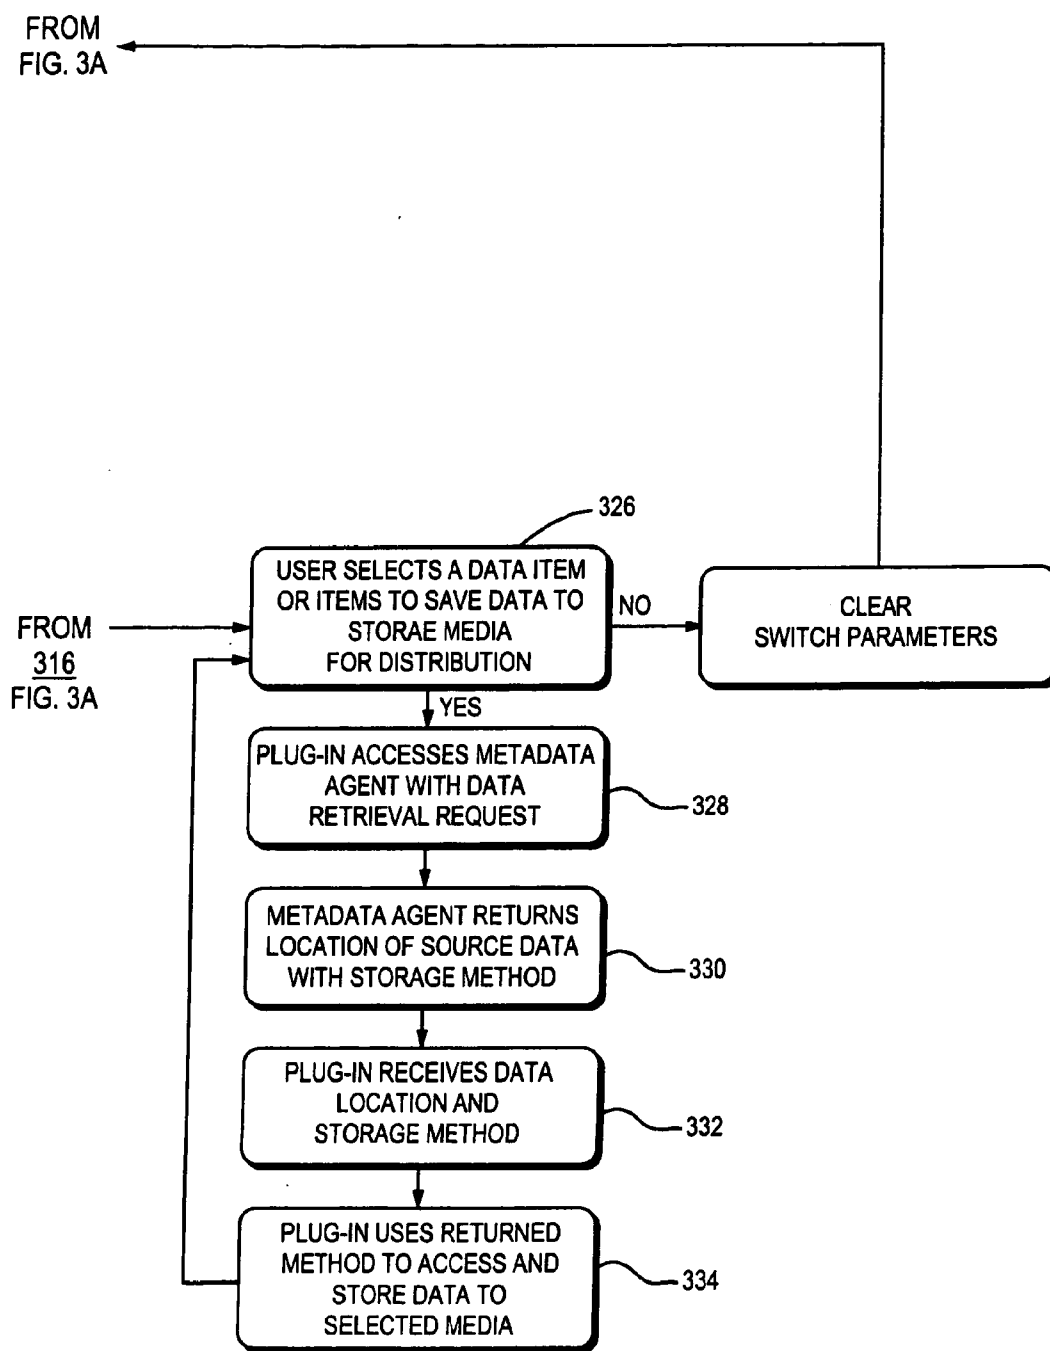 FROM
FIG. 3A
326
USER SELECTS A DATA ITEM
OR ITEMS TO SAVE DATA TO
STORAE MEDIA
FOR DISTRIBUTION
NO
CLEAR
SWITCH PARAMETERS
FROM
316
FIG. 3A
YES
PLUG-IN ACCESSES METADATA
AGENT WITH DATA
RETRIEVAL REQUEST
328
METADATA AGENT RETURNS
LOCATION OF SOURCE DATA
WITH STORAGE METHOD
330
PLUG-IN RECEIVES DATA
LOCATION AND
STORAGE METHOD
332
PLUG-IN USES RETURNED
METHOD TO ACCESS AND
STORE DATA TO
SELECTED MEDIA
334